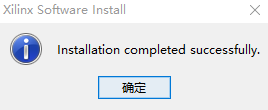 Xilinx Software Install
Installation completed successfully.
确定